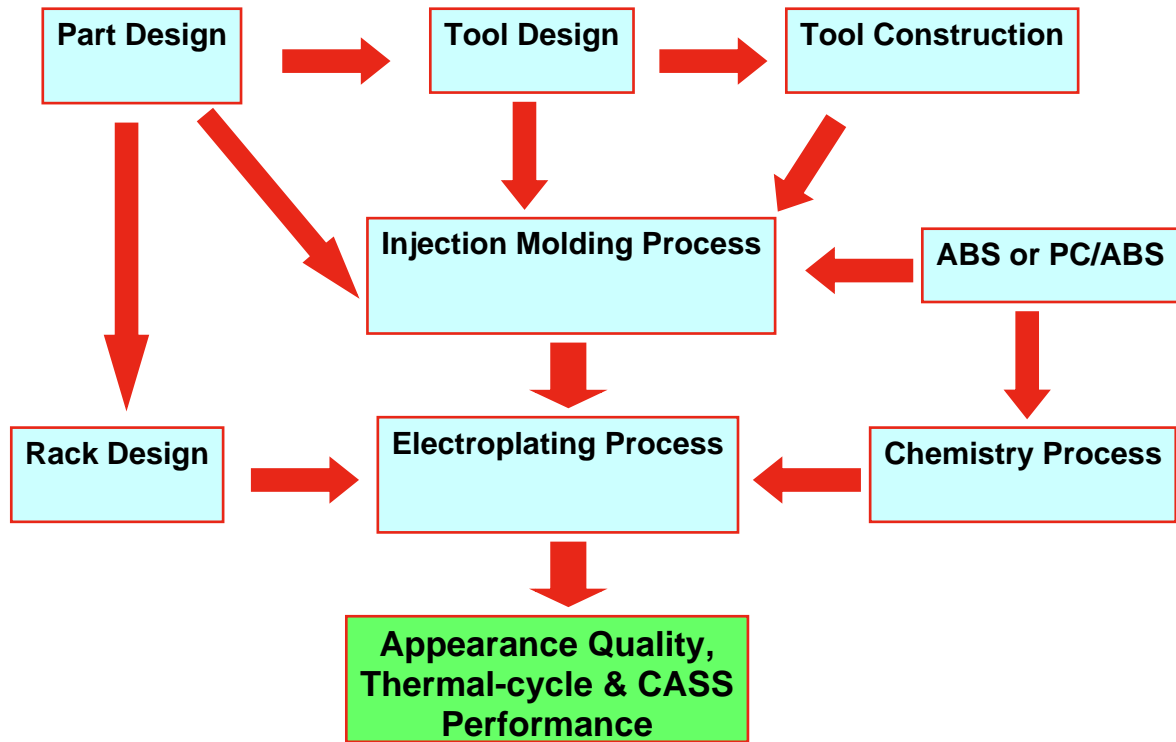 Part Design
Tool Design
Tool Construction
Injection Molding Process
ABS or PC/ABS
Rack Design
Electroplating Process
Chemistry Process
Appearance Quality,
Thermal-cycle & CASS
Performance